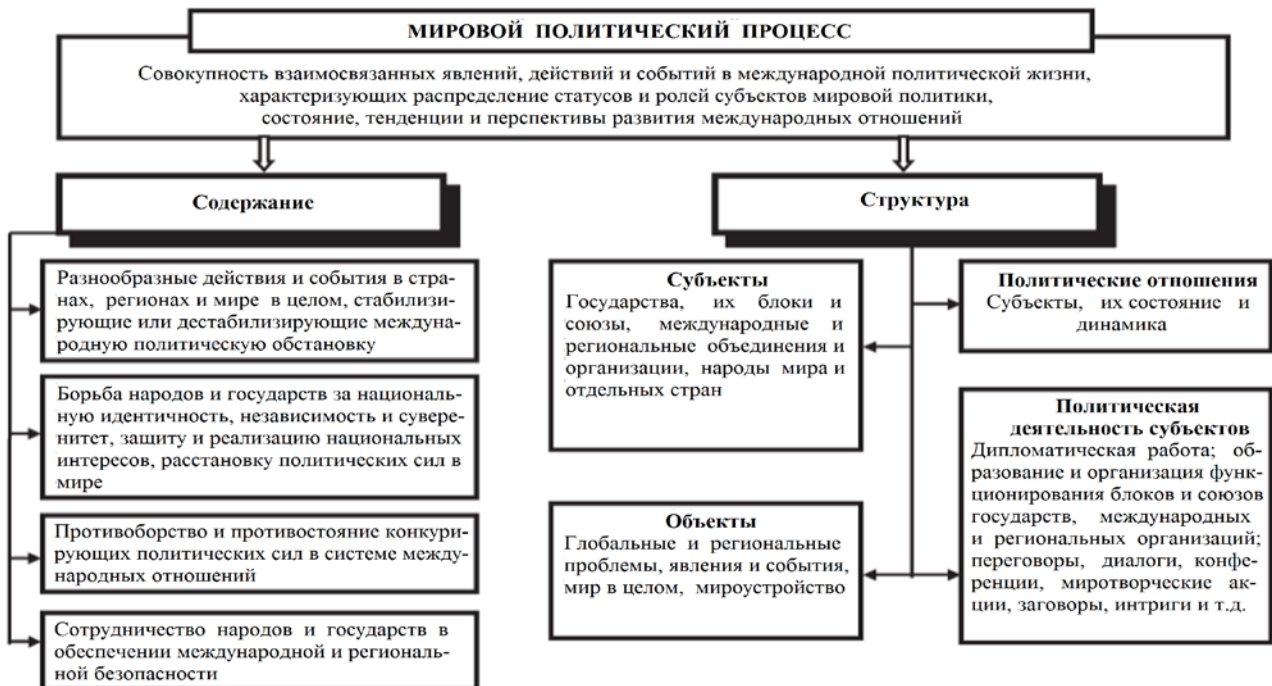 МИРОВОЙ ПОЛИТИЧЕСКИЙ ПРОЦЕСС
Совокупность взаимосвязанных явлений, действий и событий в международной политической жизни,
характеризующих распределение статусов и ролей субъектов мировой политики,
состояние, тенденции и перспективы развития международных отношений
Содержание
Разнообразные действия и события в стра-
нах, регионах и мире в целом, стабилизи-
рующие или дестабилизирующие междуна-
родную политическую обстановку
Борьба народов и государств за националь-
ную идентичность, независимость и сувере-
нитет, защиту и реализацию национальных
интересов, расстановку политических сил в
мире
Противоборство и противостояние конкури-
рующих политических сил в системе между-
народных отношений
Сотрудничество народов и государств в
обеспечении международной и региональ-
ной безопасности
Структура
Субъекты
Государства, их блоки и
союзы, международные и
региональные объединения и
организации, народы мира и
отдельных стран
Объекты
Глобальные и региональные
проблемы, явления и события,
мир в целом, мироустройство
Политические отношения
Субъекты, их состояние и
динамика
Политическая
деятельность субъектов
Дипломатическая работа; об-
разование и организация функ-
ционирования блоков и союзов
государств, международных
и региональных организаций;
переговоры, диалоги, конфе-
ренции, миротворческие ак-
ции, заговоры, интриги и т.д.